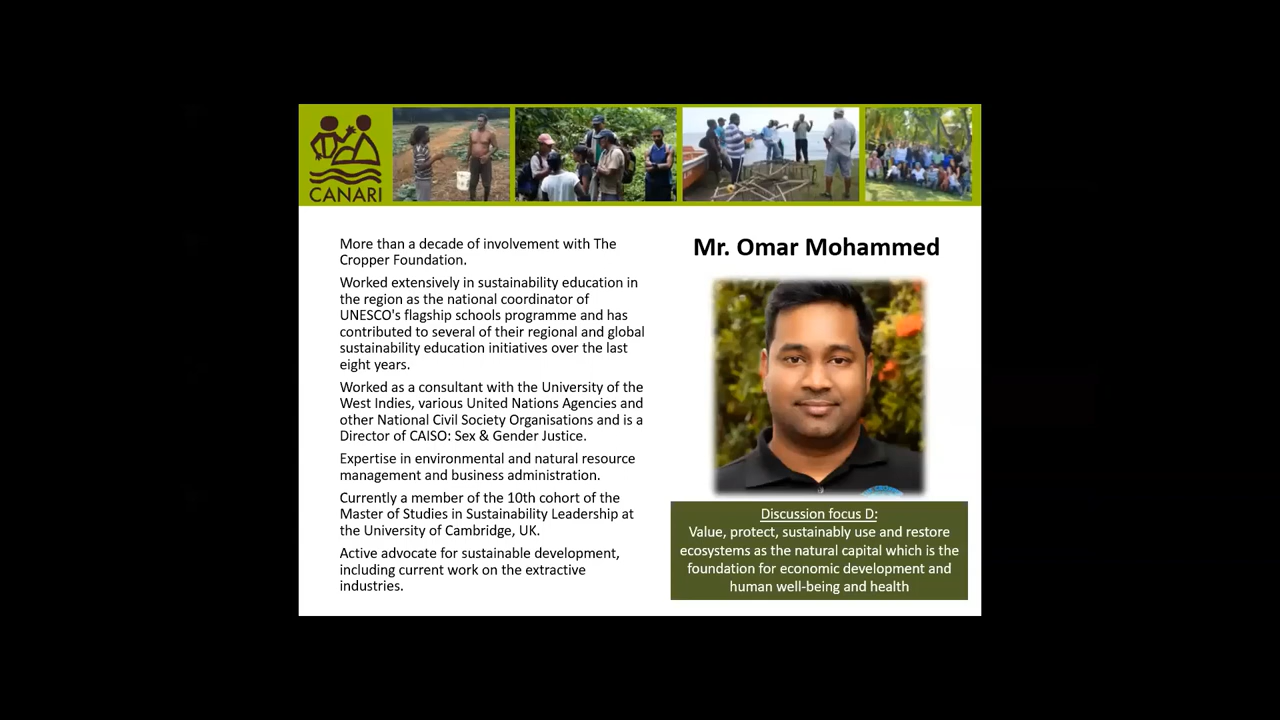 CANARI
More than a decade of involvement with The
Cropper Foundation.
Worked extensively in sustainability education in
the region as the national coordinator of
UNESCO's flagship schools programme and has
contributed to several of their regional and global
sustainability education initiatives over the last
eight years.
Worked as a consultant with the University of the
West Indies, various United Nations Agencies and
other National Civil Society Organisations and is a
Director of CAISO: Sex & Gender Justice.
Expertise in environmental and natural resource
management and business administration.
Currently a member of the 10th cohort of the
Master of Studies in Sustainability Leadership at
the University of Cambridge, UK.
Active advocate for sustainable development,
including current work on the extractive
industries.
Mr. Omar Mohammed
Discussion focus D:
Value, protect, sustainably use and restore
ecosystems as the natural capital which is the
foundation for economic development and
human well-being and health